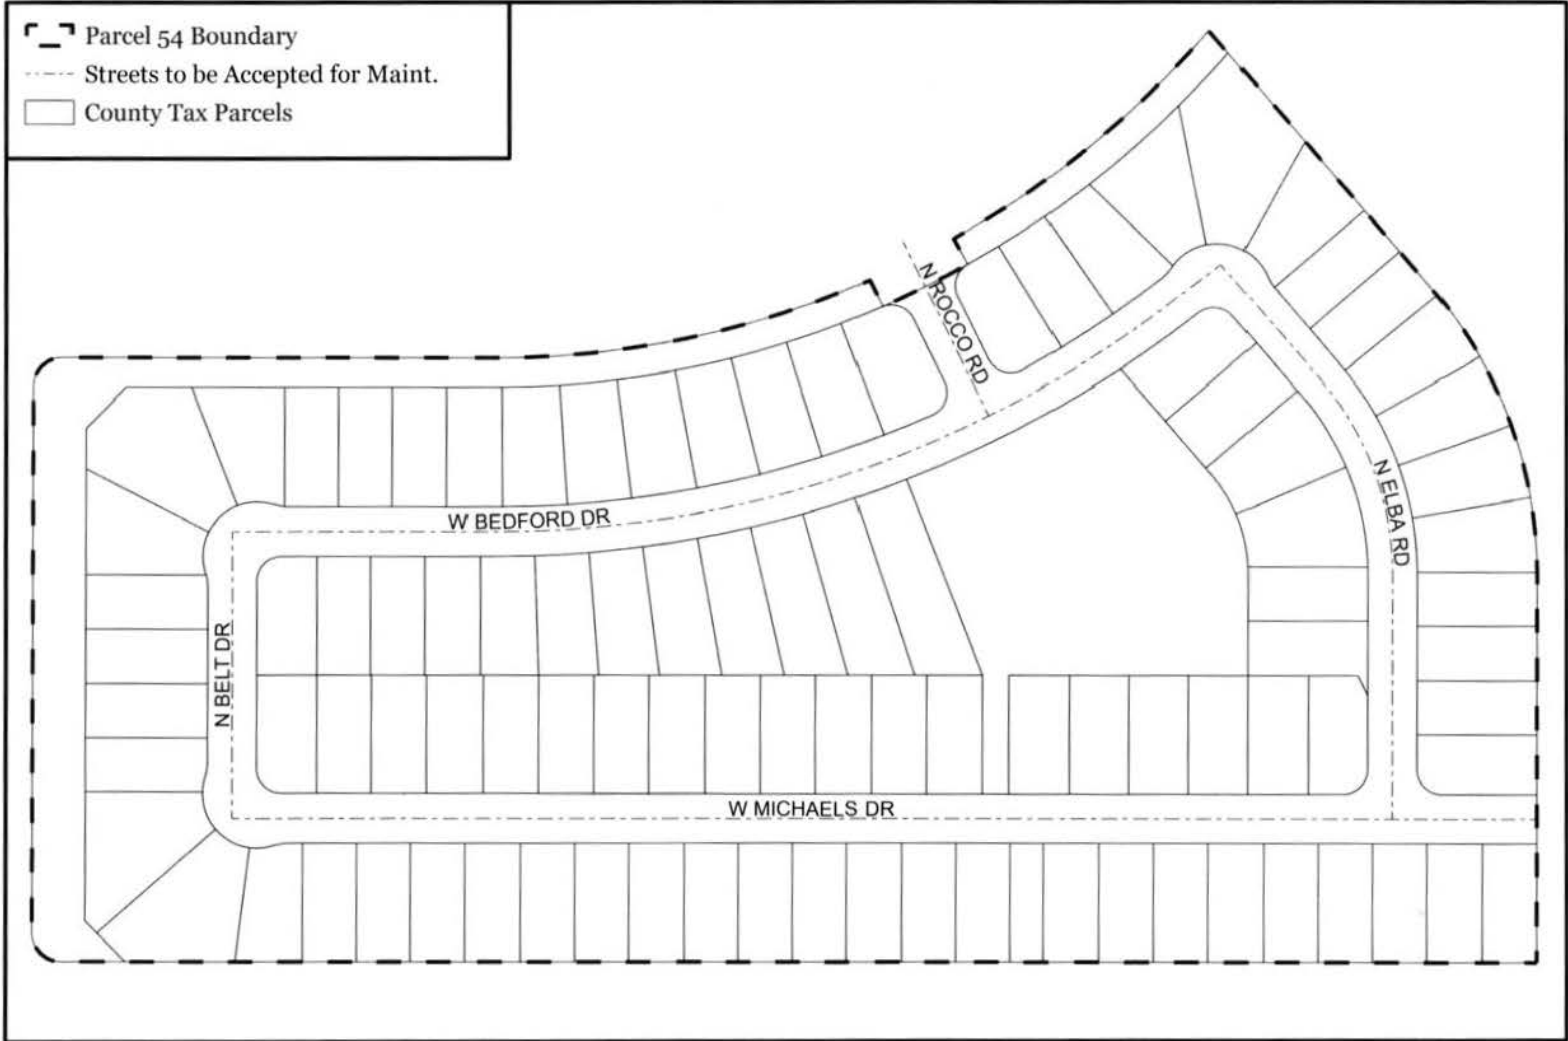 Parcel 54 Boundary
Streets to be Accepted for Maint.
County Tax Parcels
N ROCCO RD
W BEDFORD DR
N ELBA RD
N BELT DR
W MICHAELS DR